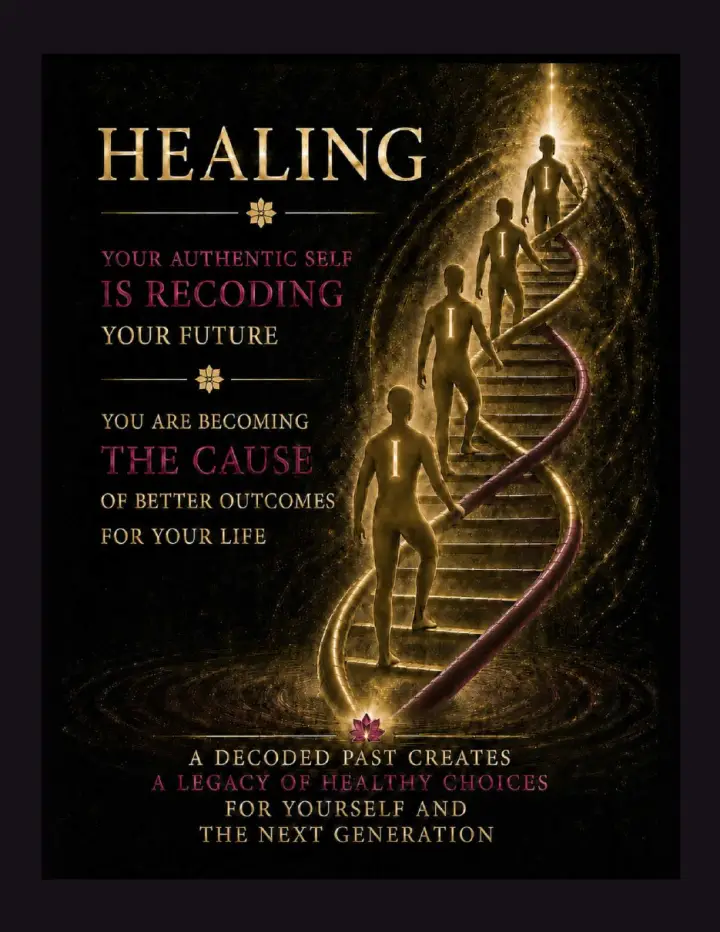 HEALING
YOUR AUTHENTIC SELF
IS RECODING
YOUR FUTURE
YOU ARE BECOMING
THE CAUSE
OF BETTER OUTCOMES
FOR YOUR LIFE
I
I
I
I
A DECODED PAST CREATES
A LEGACY OF HEALTHY CHOICES
FOR YOURSELF AND
THE NEXT GENERATION